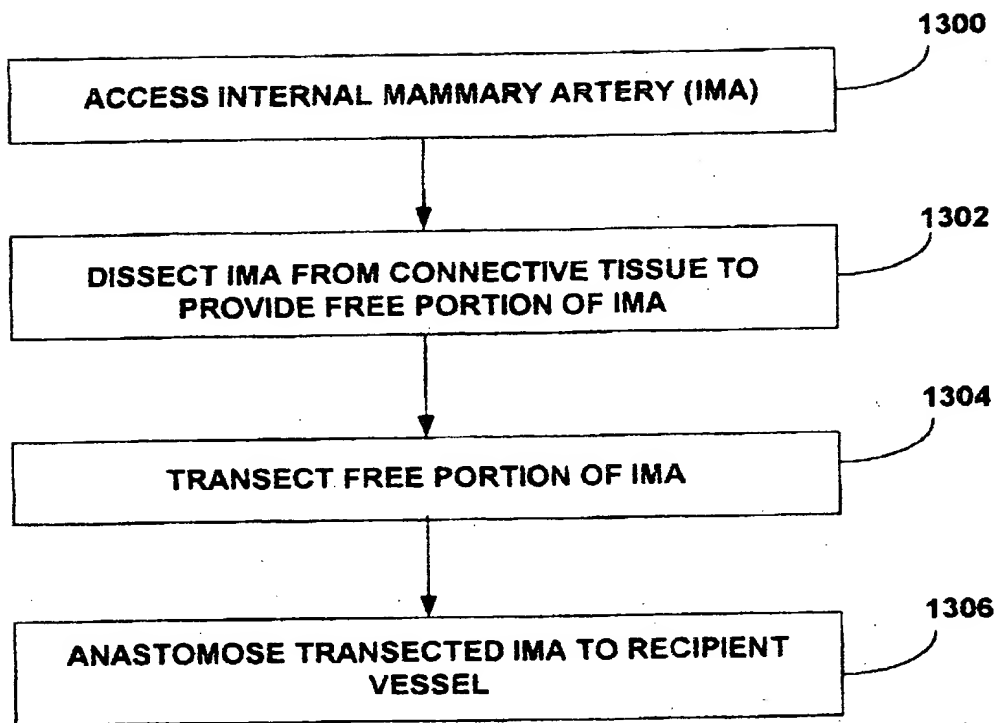 1300
ACCESS INTERNAL MAMMARY ARTERY (IMA)
1302
DISSECT IMA FROM CONNECTIVE TISSUE TO
PROVIDE FREE PORTION OF IMA
1304
TRANSECT FREE PORTION OF IMA
1306
ANASTOMOSE TRANSECTED IMA TO RECIPIENT
VESSEL